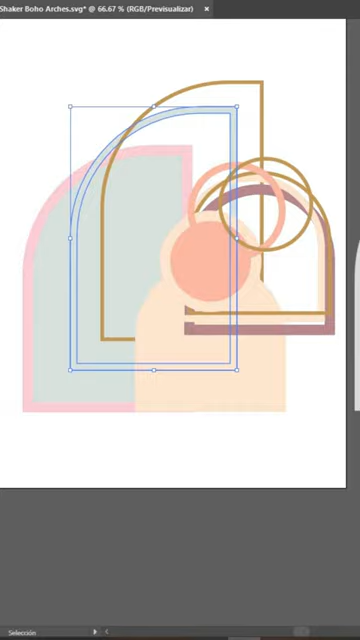 Shaker Boho Arches.svg* @ 66.67 % (RGB/Previsualizar) ×
Selección